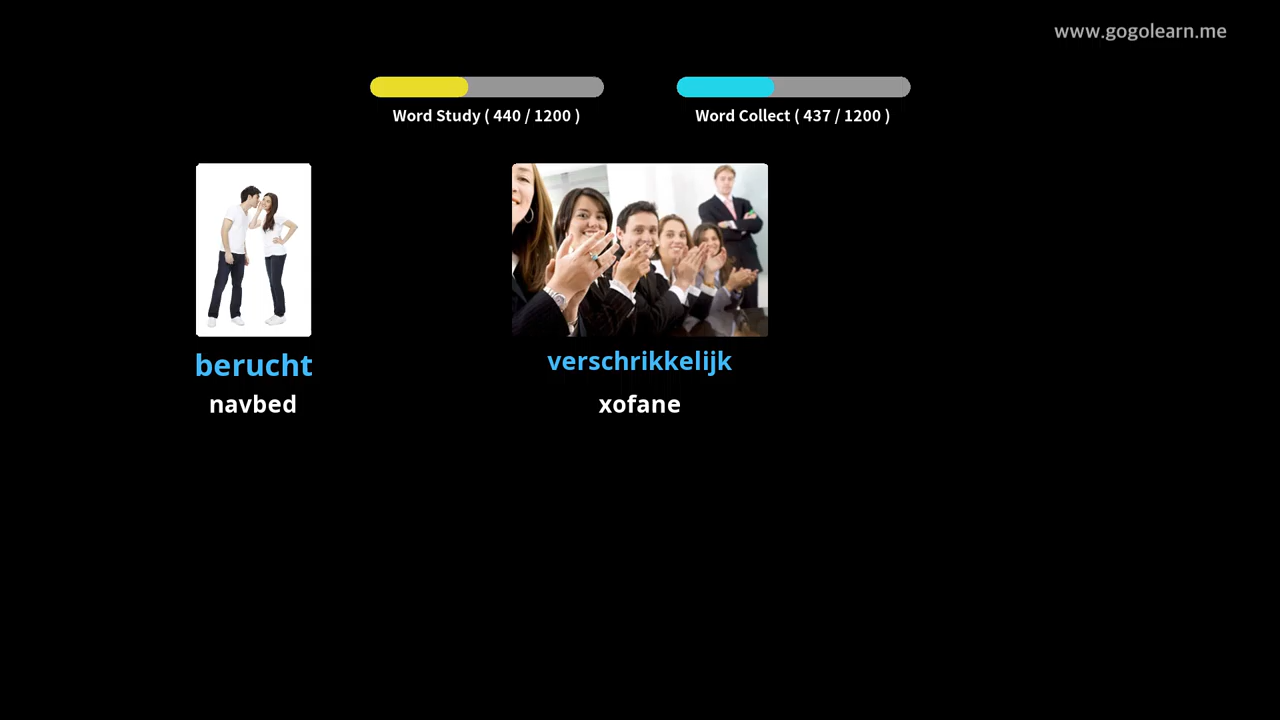 www.gogolearn.me
Word Study ( 440 / 1200 )
Word Collect ( 437 / 1200 )
berucht
verschrikkelijk
navbed
xofane